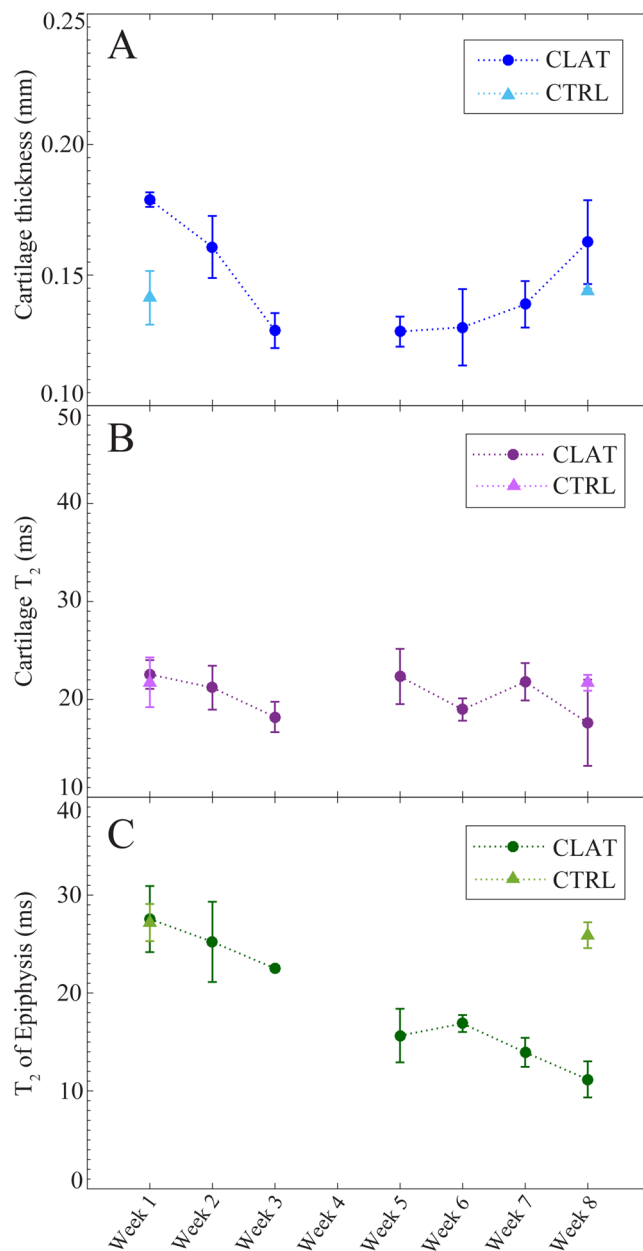 A
CLAT
CTRL
0.25
0.20
0.15
0.10
Cartilage thickness (mm)
B
CLAT
CTRL
50
40
30
20
10
Cartilage T2 (ms)
C
CLAT
CTRL
40
30
20
10
0
T2 of Epiphysis (ms)
Week 1
Week 2
Week 3
Week 4
Week 5
Week 6
Week 7
Week 8